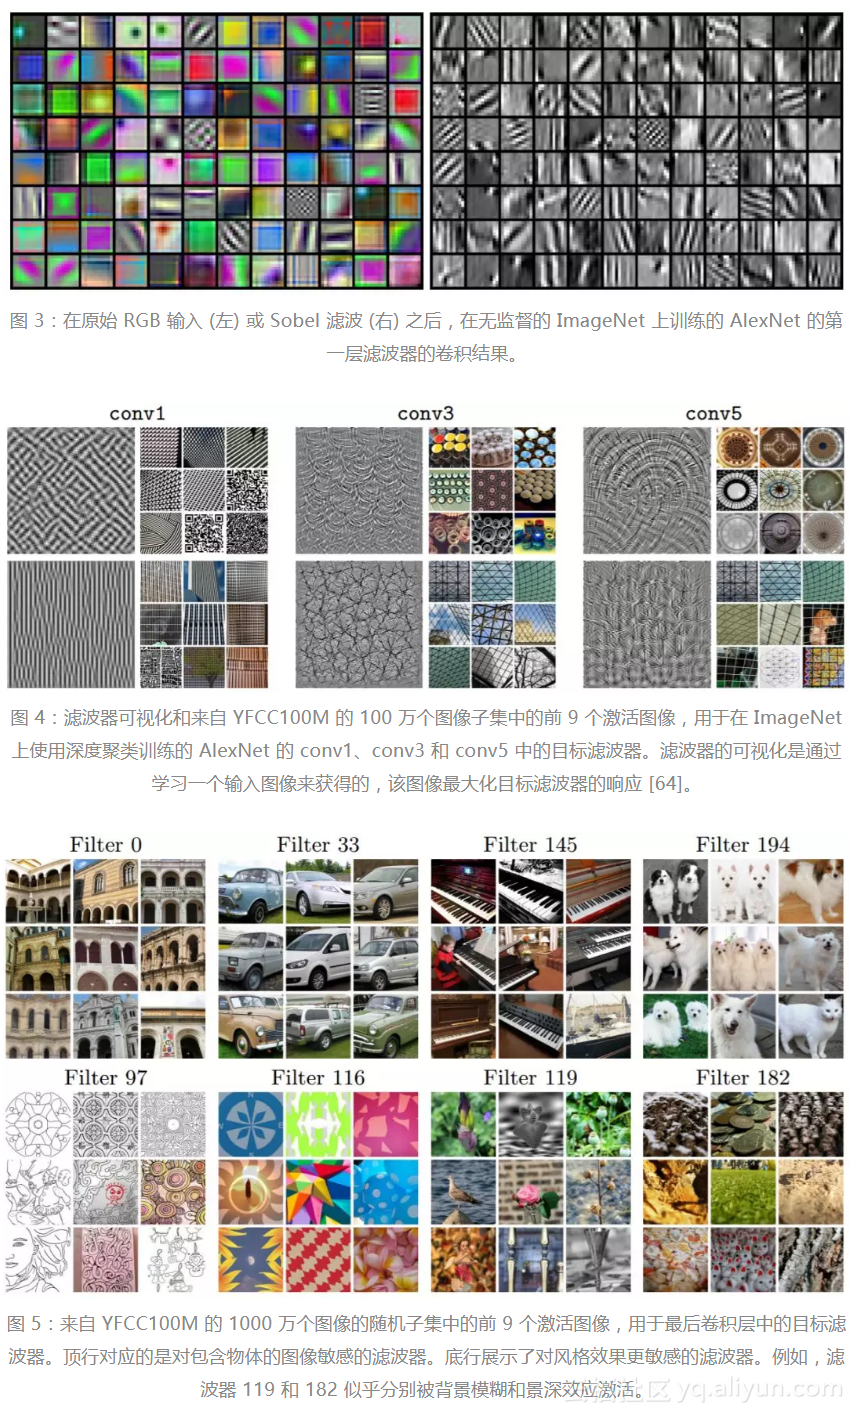 图 3：在原始 RGB 输入 (左) 或 Sobel 滤波 (右) 之后，在无监督的 ImageNet 上训练的 AlexNet 的第
一层滤波器的卷积结果。
conv1 conv3 conv5
图 4：滤波器可视化和来自 YFCC100M 的 100 万个图像子集中的前 9 个激活图像，用于在 ImageNet
上使用深度聚类训练的 AlexNet 的 conv1、conv3 和 conv5 中的目标滤波器。滤波器的可视化是通过
学习一个输入图像来获得的，该图像最大化目标滤波器的响应 [64]。
Filter 0 Filter 33 Filter 145 Filter 194
Filter 97 Filter 116 Filter 119 Filter 182
图 5：来自 YFCC100M 的 1000 万个图像的随机子集中的前 9 个激活图像，用于最后卷积层中的目标滤
波器。顶行对应的是对包含物体的图像敏感的滤波器。底行展示了对风格效果更敏感的滤波器。例如，滤
波器 119 和 182 似乎分别被背景模糊和景深效应激活。
云栖社区 yq.aliyun.com